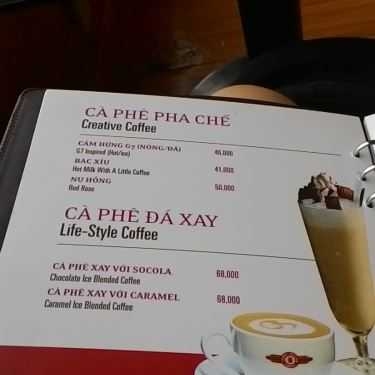 CÀ PHÊ PHA CHẾ
Creative Coffee
CẢM HỨNG G7 (NÓNG/ĐÁ)
G7 Inspired (Hot/Ice) 46,000
BẠC XỈU
Hot Milk With A Little Coffee 41,000
NỤ HỒNG
Bud Rose 50,000
CÀ PHÊ ĐÁ XAY
Life-Style Coffee
CÀ PHÊ XAY VỚI SOCOLA 68,000
Chocolate Ice Blended Coffee
CÀ PHÊ XAY VỚI CARAMEL 68,000
Caramel Ice Blended Coffee